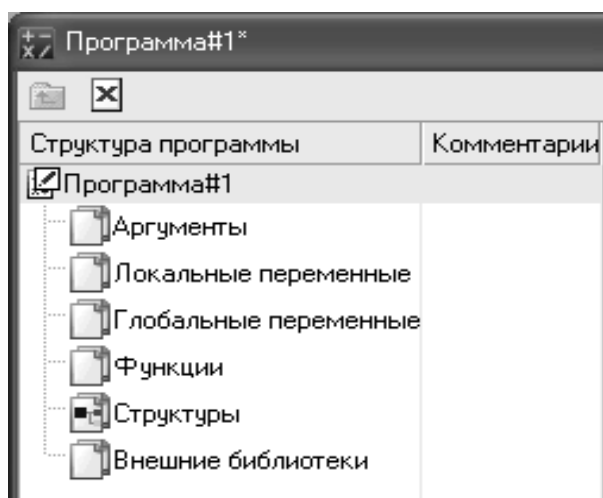 Программа#1*
Структура программы Комментарии
Программа#1
Аргументы
Локальные переменные
Глобальные переменные
Функции
Структуры
Внешние библиотеки